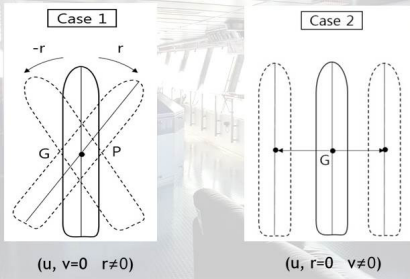 Case 1
-r r
G P
(u, v=0 r≠0)
Case 2
G
(u, r=0 v≠0)